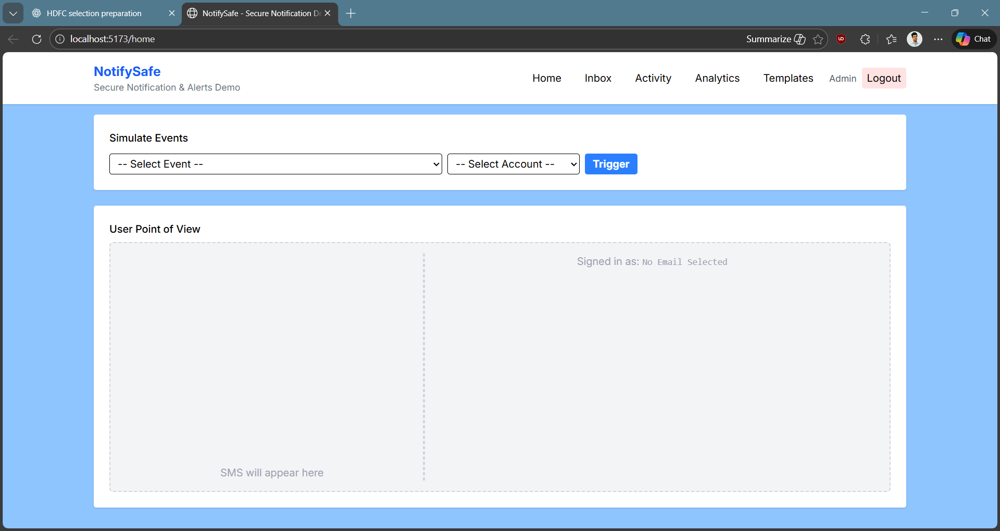 HDFC selection preparation
NotifySafe - Secure Notification De
localhost:5173/home
Summarize
Chat
NotifySafe
Secure Notification & Alerts Demo
Home Inbox Activity Analytics Templates Admin Logout
Simulate Events
-- Select Event -- -- Select Account -- Trigger
User Point of View
Signed in as: No Email Selected
SMS will appear here